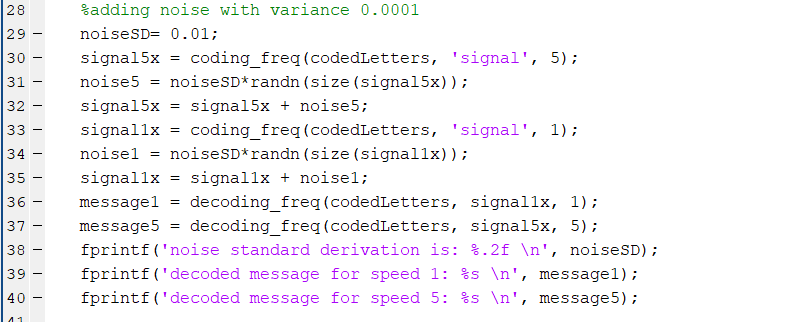 28 %adding noise with variance 0.0001
29 – noiseSD= 0.01;
30 – signal5x = coding_freq(codedLetters, 'signal', 5);
31 – noise5 = noiseSD*randn(size(signal5x));
32 – signal5x = signal5x + noise5;
33 – signal1x = coding_freq(codedLetters, 'signal', 1);
34 – noise1 = noiseSD*randn(size(signal1x));
35 – signal1x = signal1x + noise1;
36 – message1 = decoding_freq(codedLetters, signal1x, 1);
37 – message5 = decoding_freq(codedLetters, signal5x, 5);
38 – fprintf('noise standard derivation is: %.2f \n', noiseSD);
39 – fprintf('decoded message for speed 1: %s \n', message1);
40 – fprintf('decoded message for speed 5: %s \n', message5);